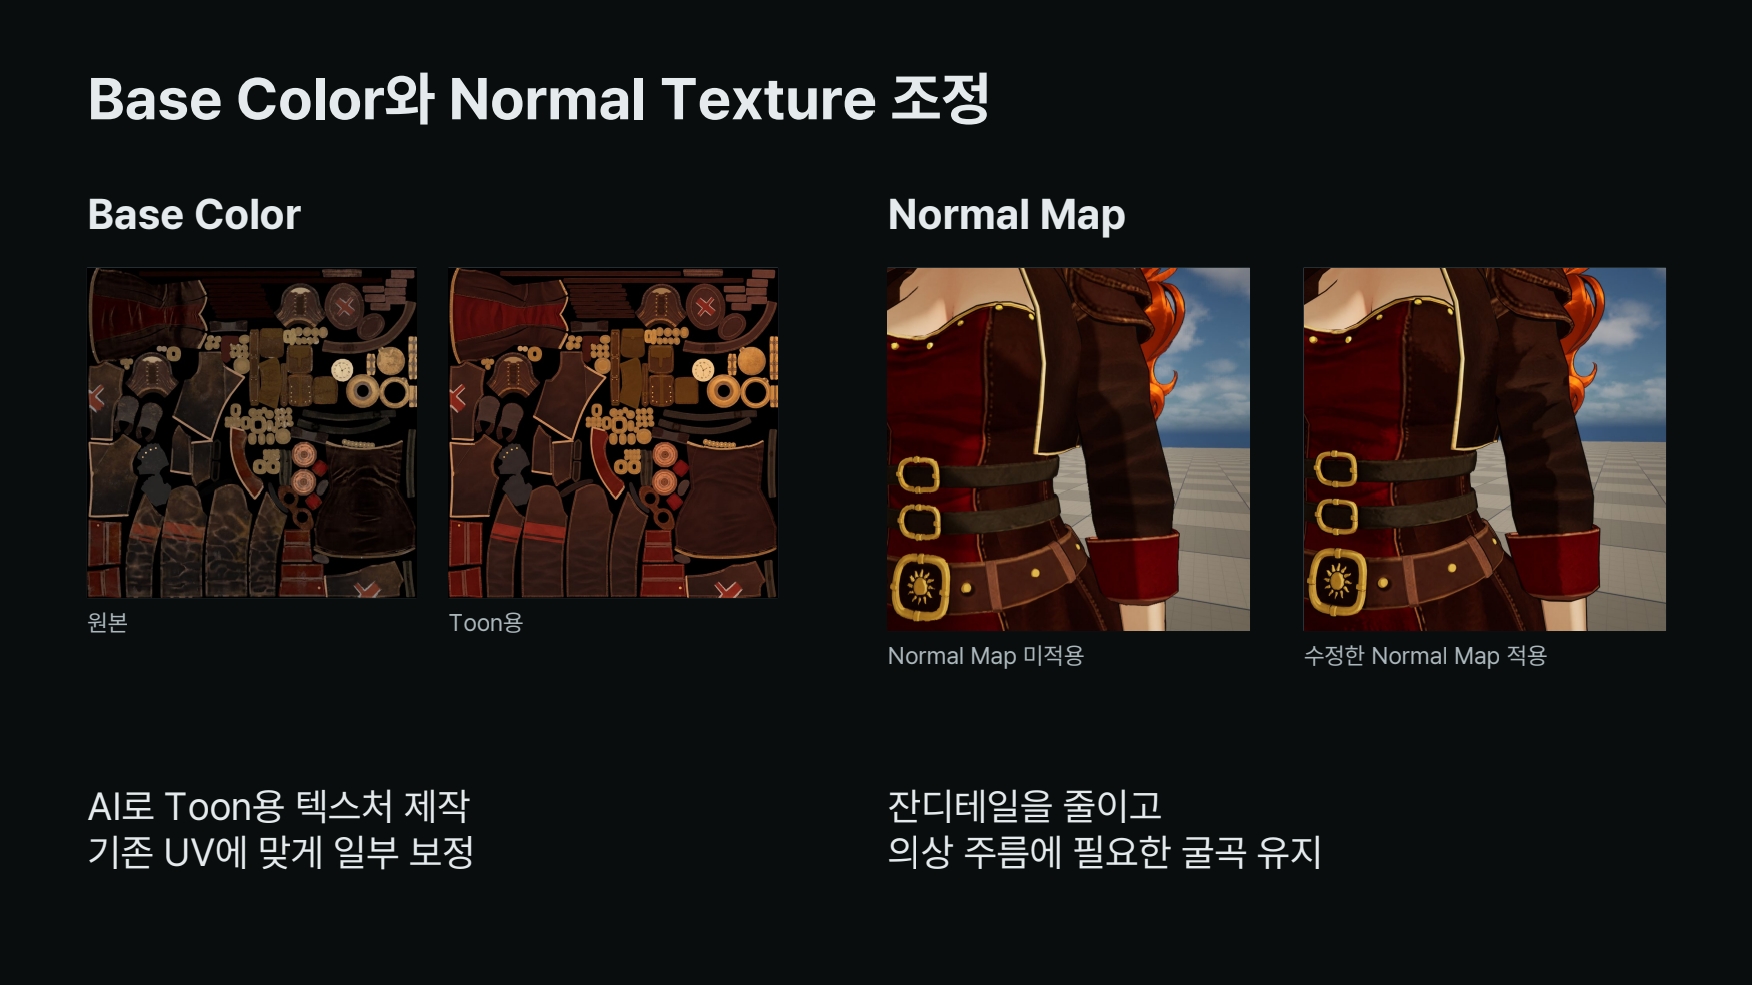 Base Color와 Normal Texture 조정
Base Color
원본
Toon용
AI로 Toon용 텍스처 제작
기존 UV에 맞게 일부 보정
Normal Map
Normal Map 미적용
수정한 Normal Map 적용
잔디테일을 줄이고
의상 주름에 필요한 굴곡 유지